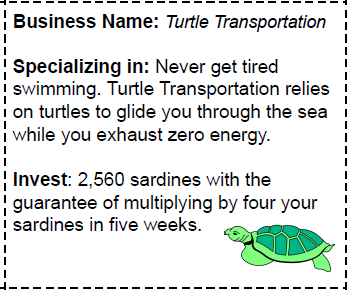 Business Name: Turtle Transportation
Specializing in: Never get tired
swimming. Turtle Transportation relies
on turtles to glide you through the sea
while you exhaust zero energy.
Invest: 2,560 sardines with the
guarantee of multiplying by four your
sardines in five weeks.